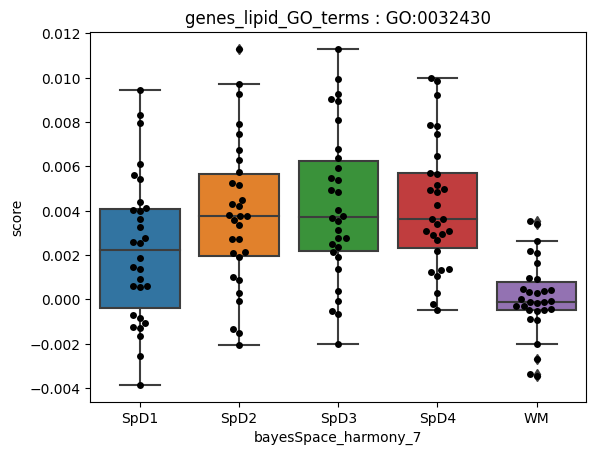 genes_lipid_GO_terms : GO:0032430
0.012
0.010
0.008
0.006
0.004
0.002
0.000
−0.002
−0.004
score
SpD1 SpD2 SpD3 SpD4 WM
bayesSpace_harmony_7